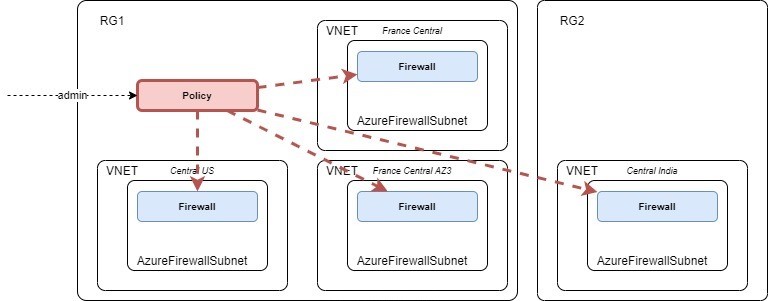 RG1
RG2
VNET
France Central
Firewall
AzureFirewallSubnet
admin
Policy
VNET
Central US
Firewall
AzureFirewallSubnet
VNET
France Central AZ3
Firewall
AzureFirewallSubnet
VNET
Central India
Firewall
AzureFirewallSubnet